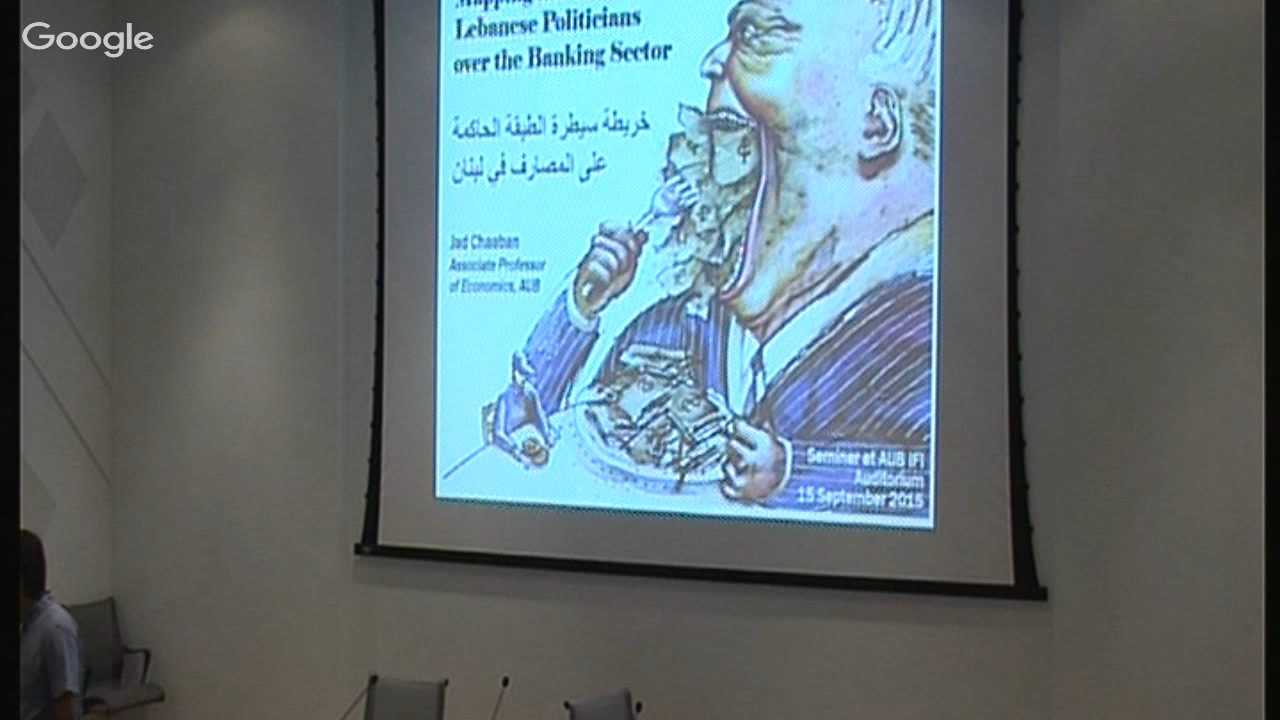 Google
Mapping
Lebanese Politicians
over the Banking Sector
خريطة سيطرة الطبقة الحاكمة
على المصارف في لبنان
Jad Chaaban
Associate Professor
of Economics, AUB
Seminar at AUB IFI
Auditorium
15 September 2015